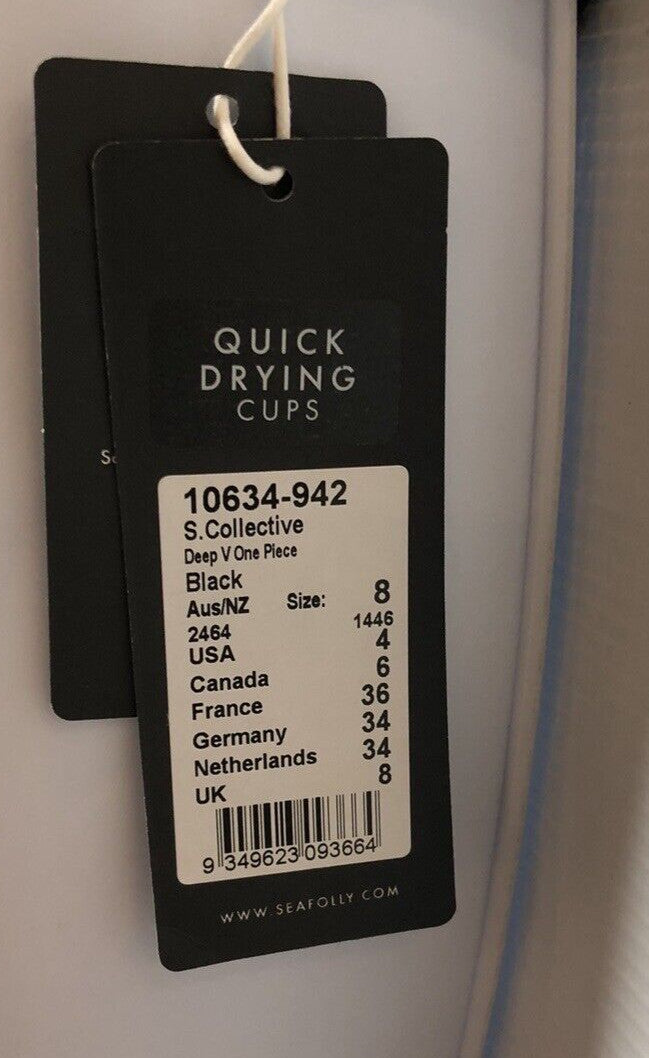 QUICK
DRYING
CUPS
10634-942
S.Collective
Deep V One Piece
Black
Aus/NZ Size: 8
2464 1446
USA 4
Canada 6
France 36
Germany 34
Netherlands 34
UK 8
9 349623 093664
WWW.SEAFOLLY.COM